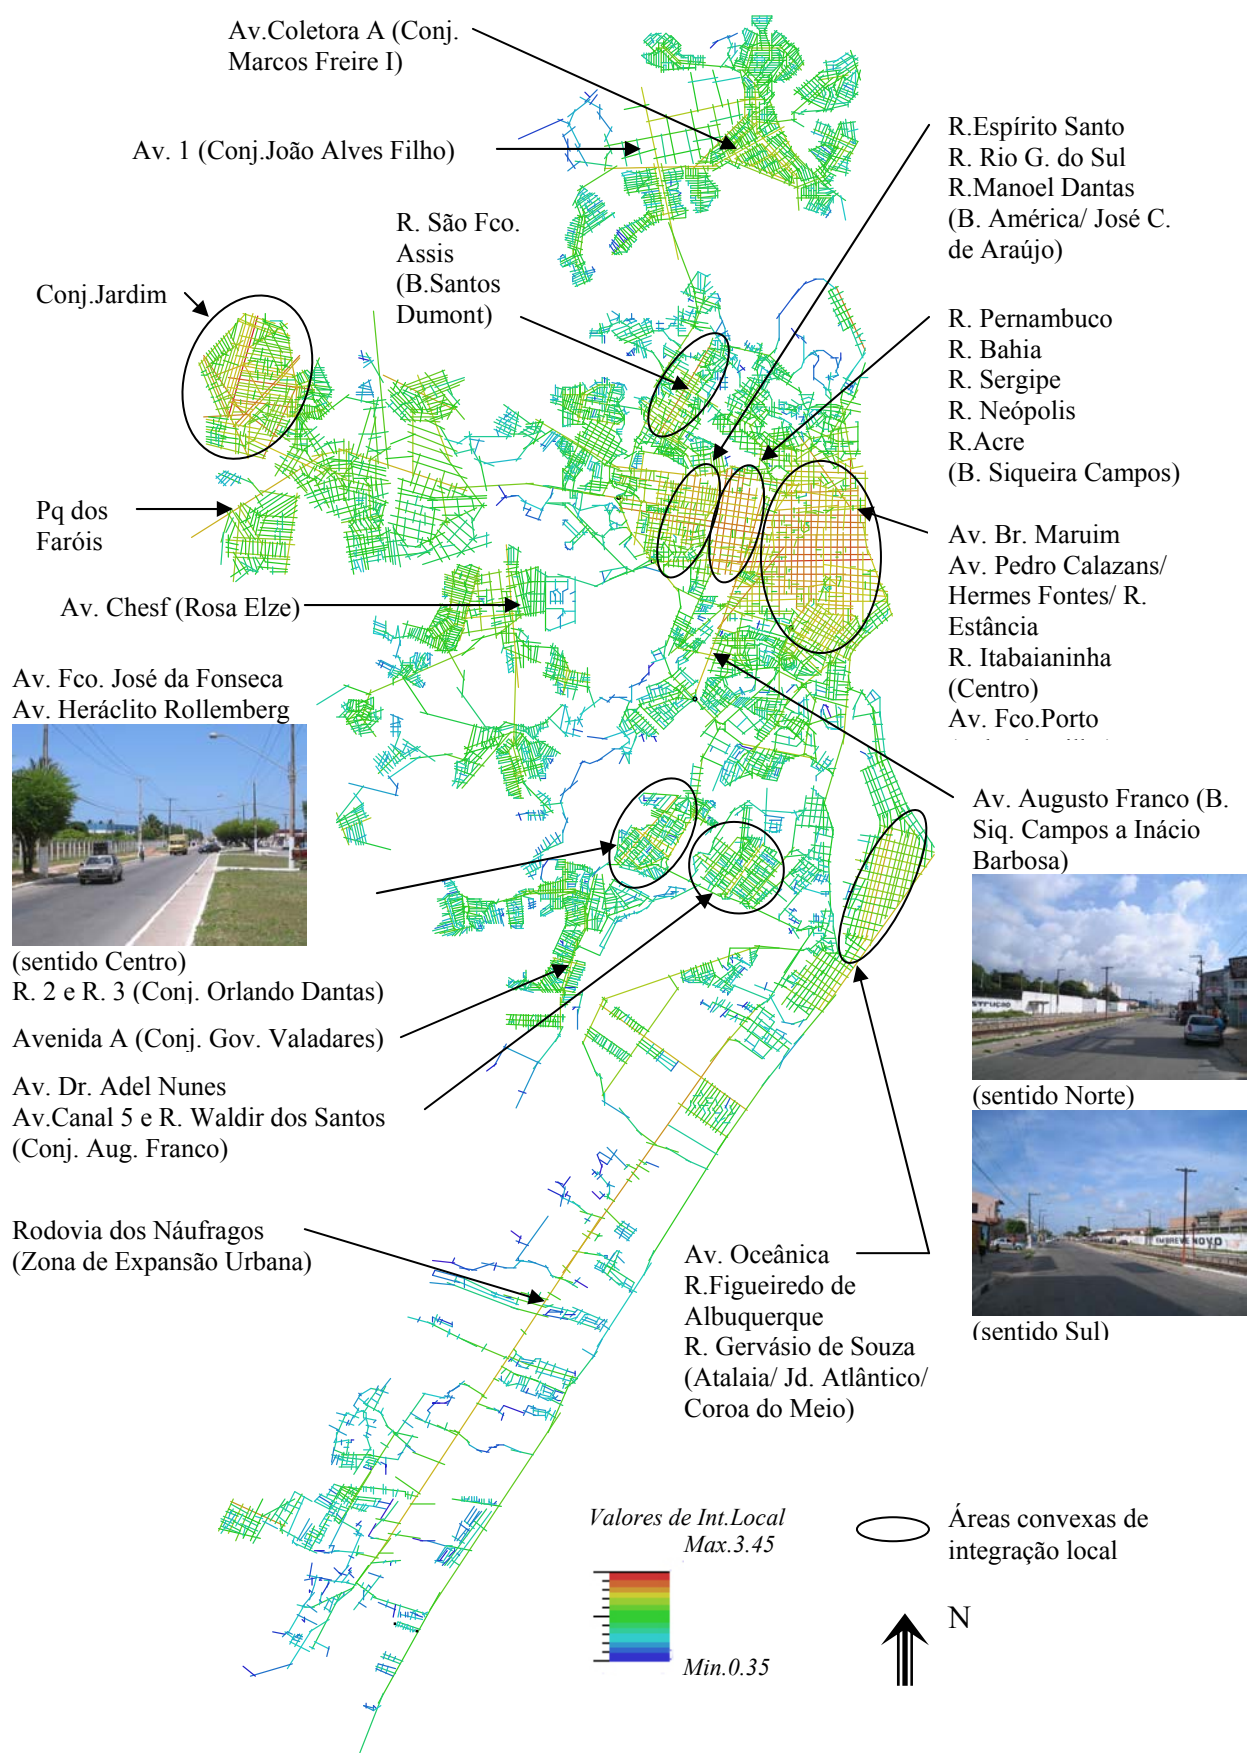 Av.Coletora A (Conj.
Marcos Freire I)
Av. 1 (Conj.João Alves Filho)
R. São Fco.
Assis
(B.Santos
Dumont)
Conj.Jardim
R.Espírito Santo
R. Rio G. do Sul
R.Manoel Dantas
(B. América/ José C.
de Araújo)
R. Pernambuco
R. Bahia
R. Sergipe
R. Neópolis
R.Acre
(B. Siqueira Campos)
Pq dos
Faróis
Av. Br. Maruim
Av. Pedro Calazans/
Hermes Fontes/ R.
Estância
R. Itabaianinha
(Centro)
Av. Fco.Porto
Av. Chesf (Rosa Elze)
Av. Fco. José da Fonseca
Av. Heráclito Rollemberg
(sentido Centro)
R. 2 e R. 3 (Conj. Orlando Dantas)
Avenida A (Conj. Gov. Valadares)
Av. Dr. Adel Nunes
Av.Canal 5 e R. Waldir dos Santos
(Conj. Aug. Franco)
Av. Augusto Franco (B.
Siq. Campos a Inácio
Barbosa)
STRUÇÃO
(sentido Norte)
EM BREVE NOVO
(sentido Sul)
Rodovia dos Náufragos
(Zona de Expansão Urbana)
Av. Oceânica
R.Figueiredo de
Albuquerque
R. Gervásio de Souza
(Atalaia/ Jd. Atlântico/
Coroa do Meio)
Valores de Int.Local
Max.3.45
Min.0.35
Áreas convexas de
integração local
N